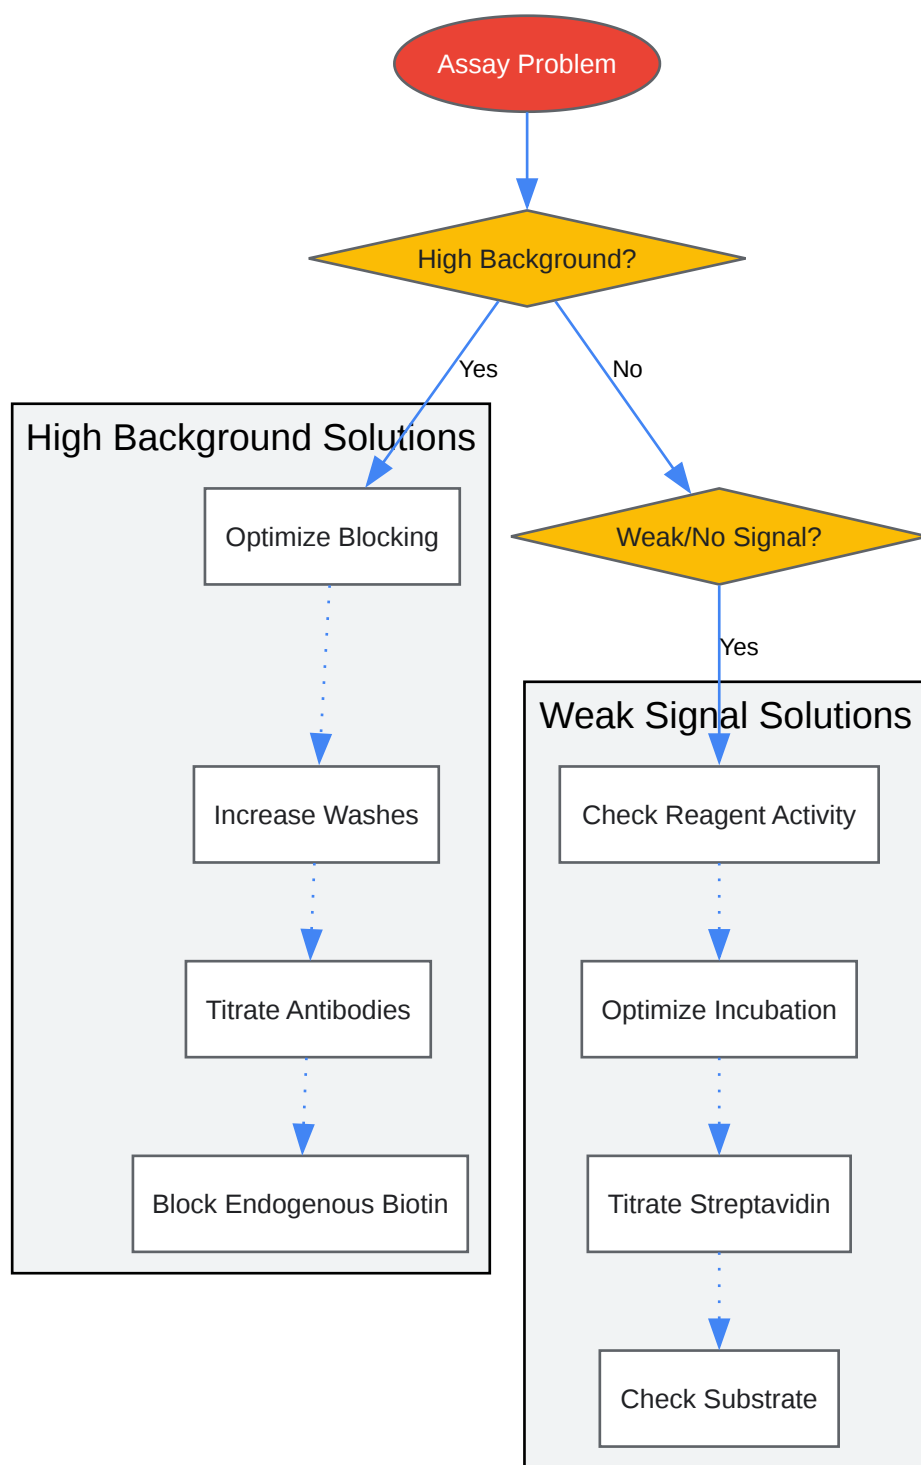 Assay Problem
High Background?
Yes
No
High Background Solutions
Optimize Blocking
Weak/No Signal?
Yes
Weak Signal Solutions
Increase Washes
Check Reagent Activity
Titrate Antibodies
Optimize Incubation
Block Endogenous Biotin
Titrate Streptavidin
Check Substrate